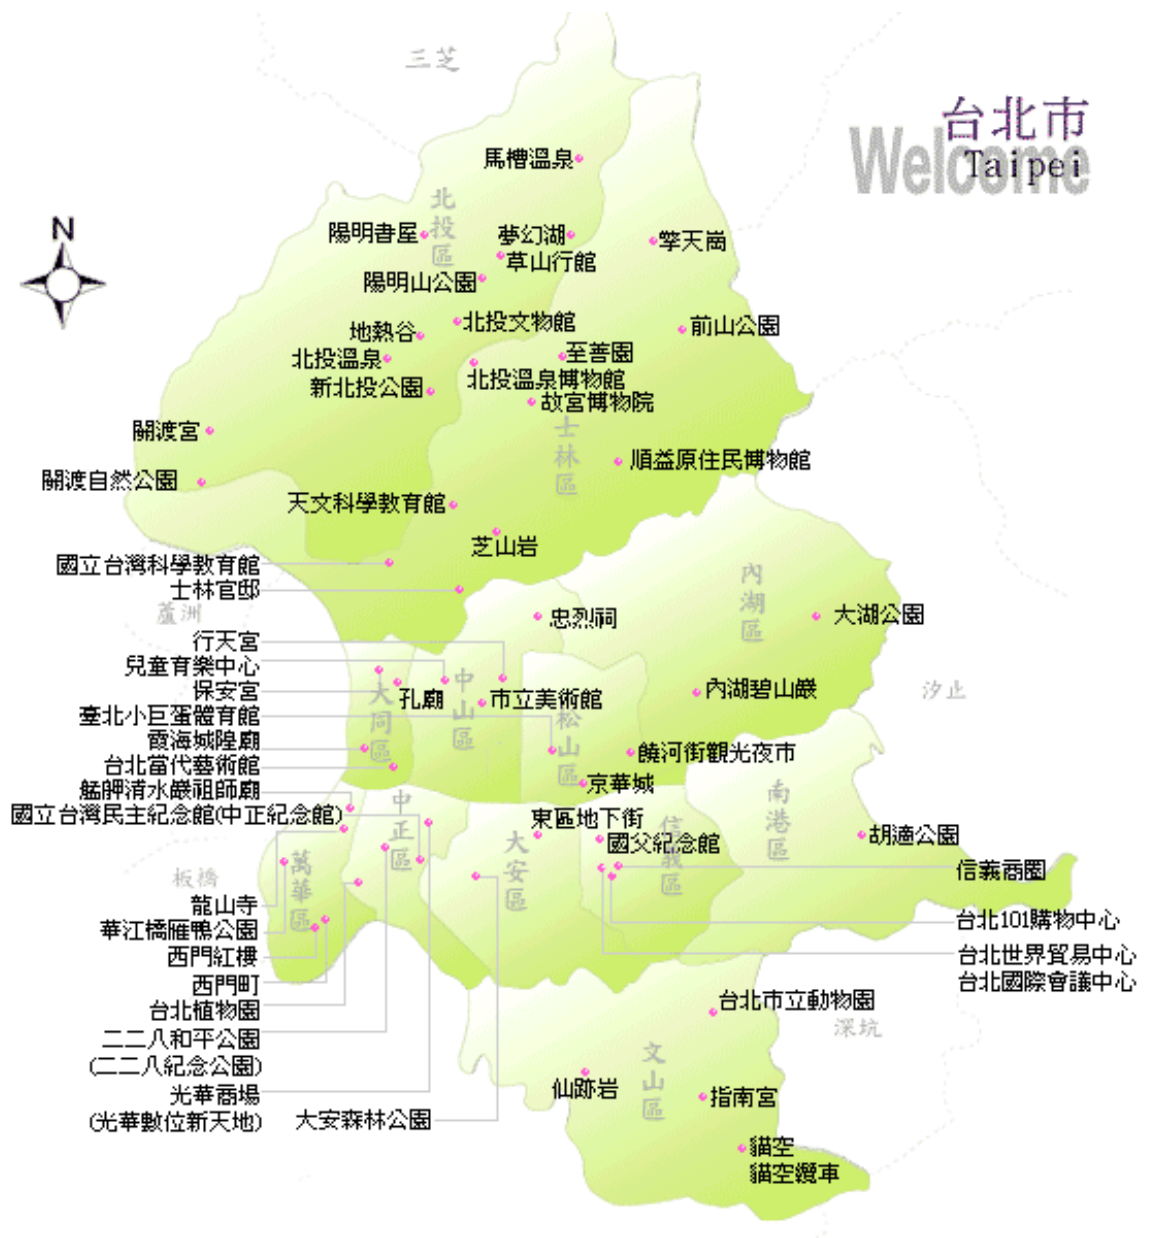 三芝
台北市
Welcome
Taipei
N
馬槽溫泉
北投區
陽明書屋
夢幻湖
擎天崗
草山行館
陽明山公園
北投文物館
前山公園
地熱谷
至善園
北投溫泉
北投溫泉博物館
新北投公園
故宮博物院
關渡宮
士林區
順益原住民博物館
關渡自然公園
天文科學教育館
芝山岩
國立台灣科學教育館
士林官邸
內湖區
蘆洲
忠烈祠
大湖公園
行天宮
兒童育樂中心
保安宮
大同區
孔廟
中山區
市立美術館
內湖碧山巖
汐止
臺北小巨蛋體育館
松山區
霞海城隍廟
饒河街觀光夜市
台北當代藝術館
京華城
艋舺清水巖祖師廟
國立台灣民主紀念館(中正紀念館)
中正區
東區地下街
南港區
大安區
國父紀念館
信義區
胡適公園
板橋
萬華區
信義商圈
龍山寺
台北101購物中心
華江橋雁鴨公園
西門紅樓
台北世界貿易中心
西門町
台北國際會議中心
台北植物園
台北市立動物園
二二八和平公園
(二二八紀念公園)
深坑
文山區
光華商場
(光華數位新天地)
大安森林公園
仙跡岩
指南宮
貓空
貓空纜車